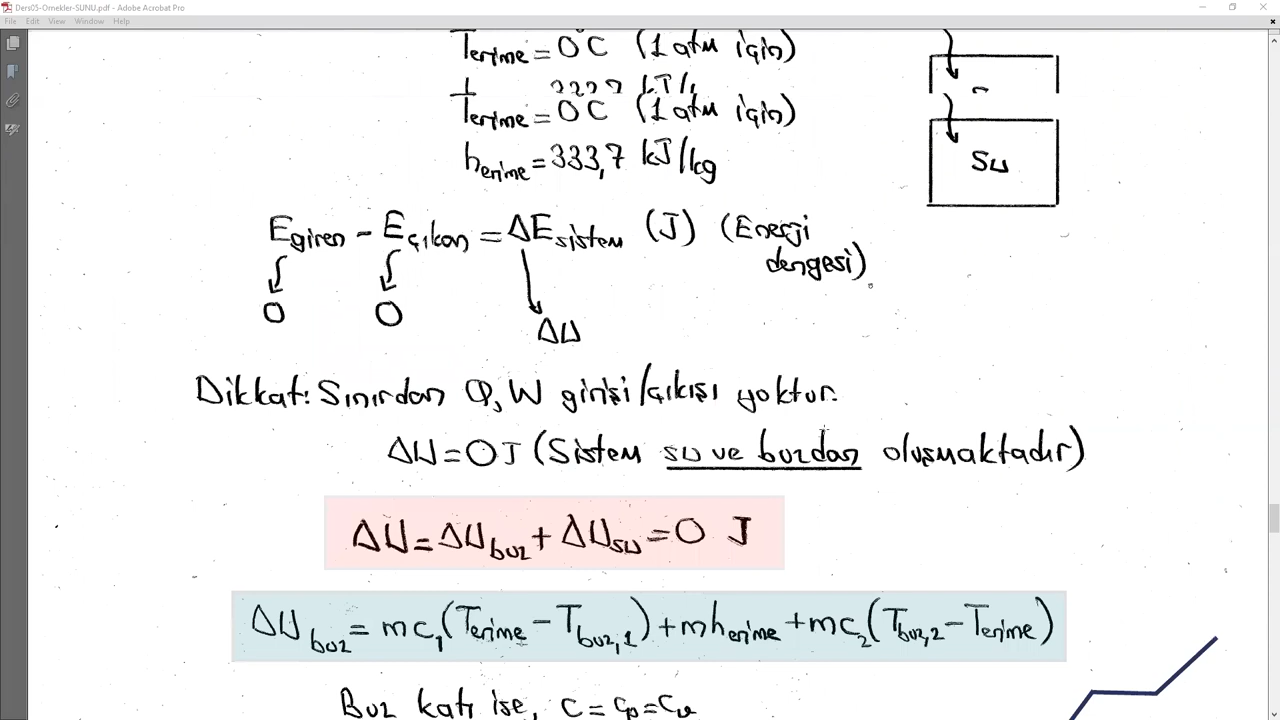 Ders05-Ornekler-SUNU.pdf - Adobe Acrobat Pro
File Edit View Window Help
Terime = 0°C (1 atm için)
Terime = 0°C (1 atm için)
herime = 333,7 kJ/kg
Su
Egiren - Eçıkan = ΔEsistem (J) (Enerji
dengesi)
0 0 ΔU
Dikkat: Sınırdan Q, W girişi/çıkışı yoktur.
ΔU = 0 J (Sistem su ve buzdan oluşmaktadır)
ΔU = ΔUbuz + ΔUsu = 0 J
ΔUbuz = mc1(Terime - Tbuz,1) + mherime + mc2(Tbuz,2 - Terime)
Buz katı ise, c = cp = cv